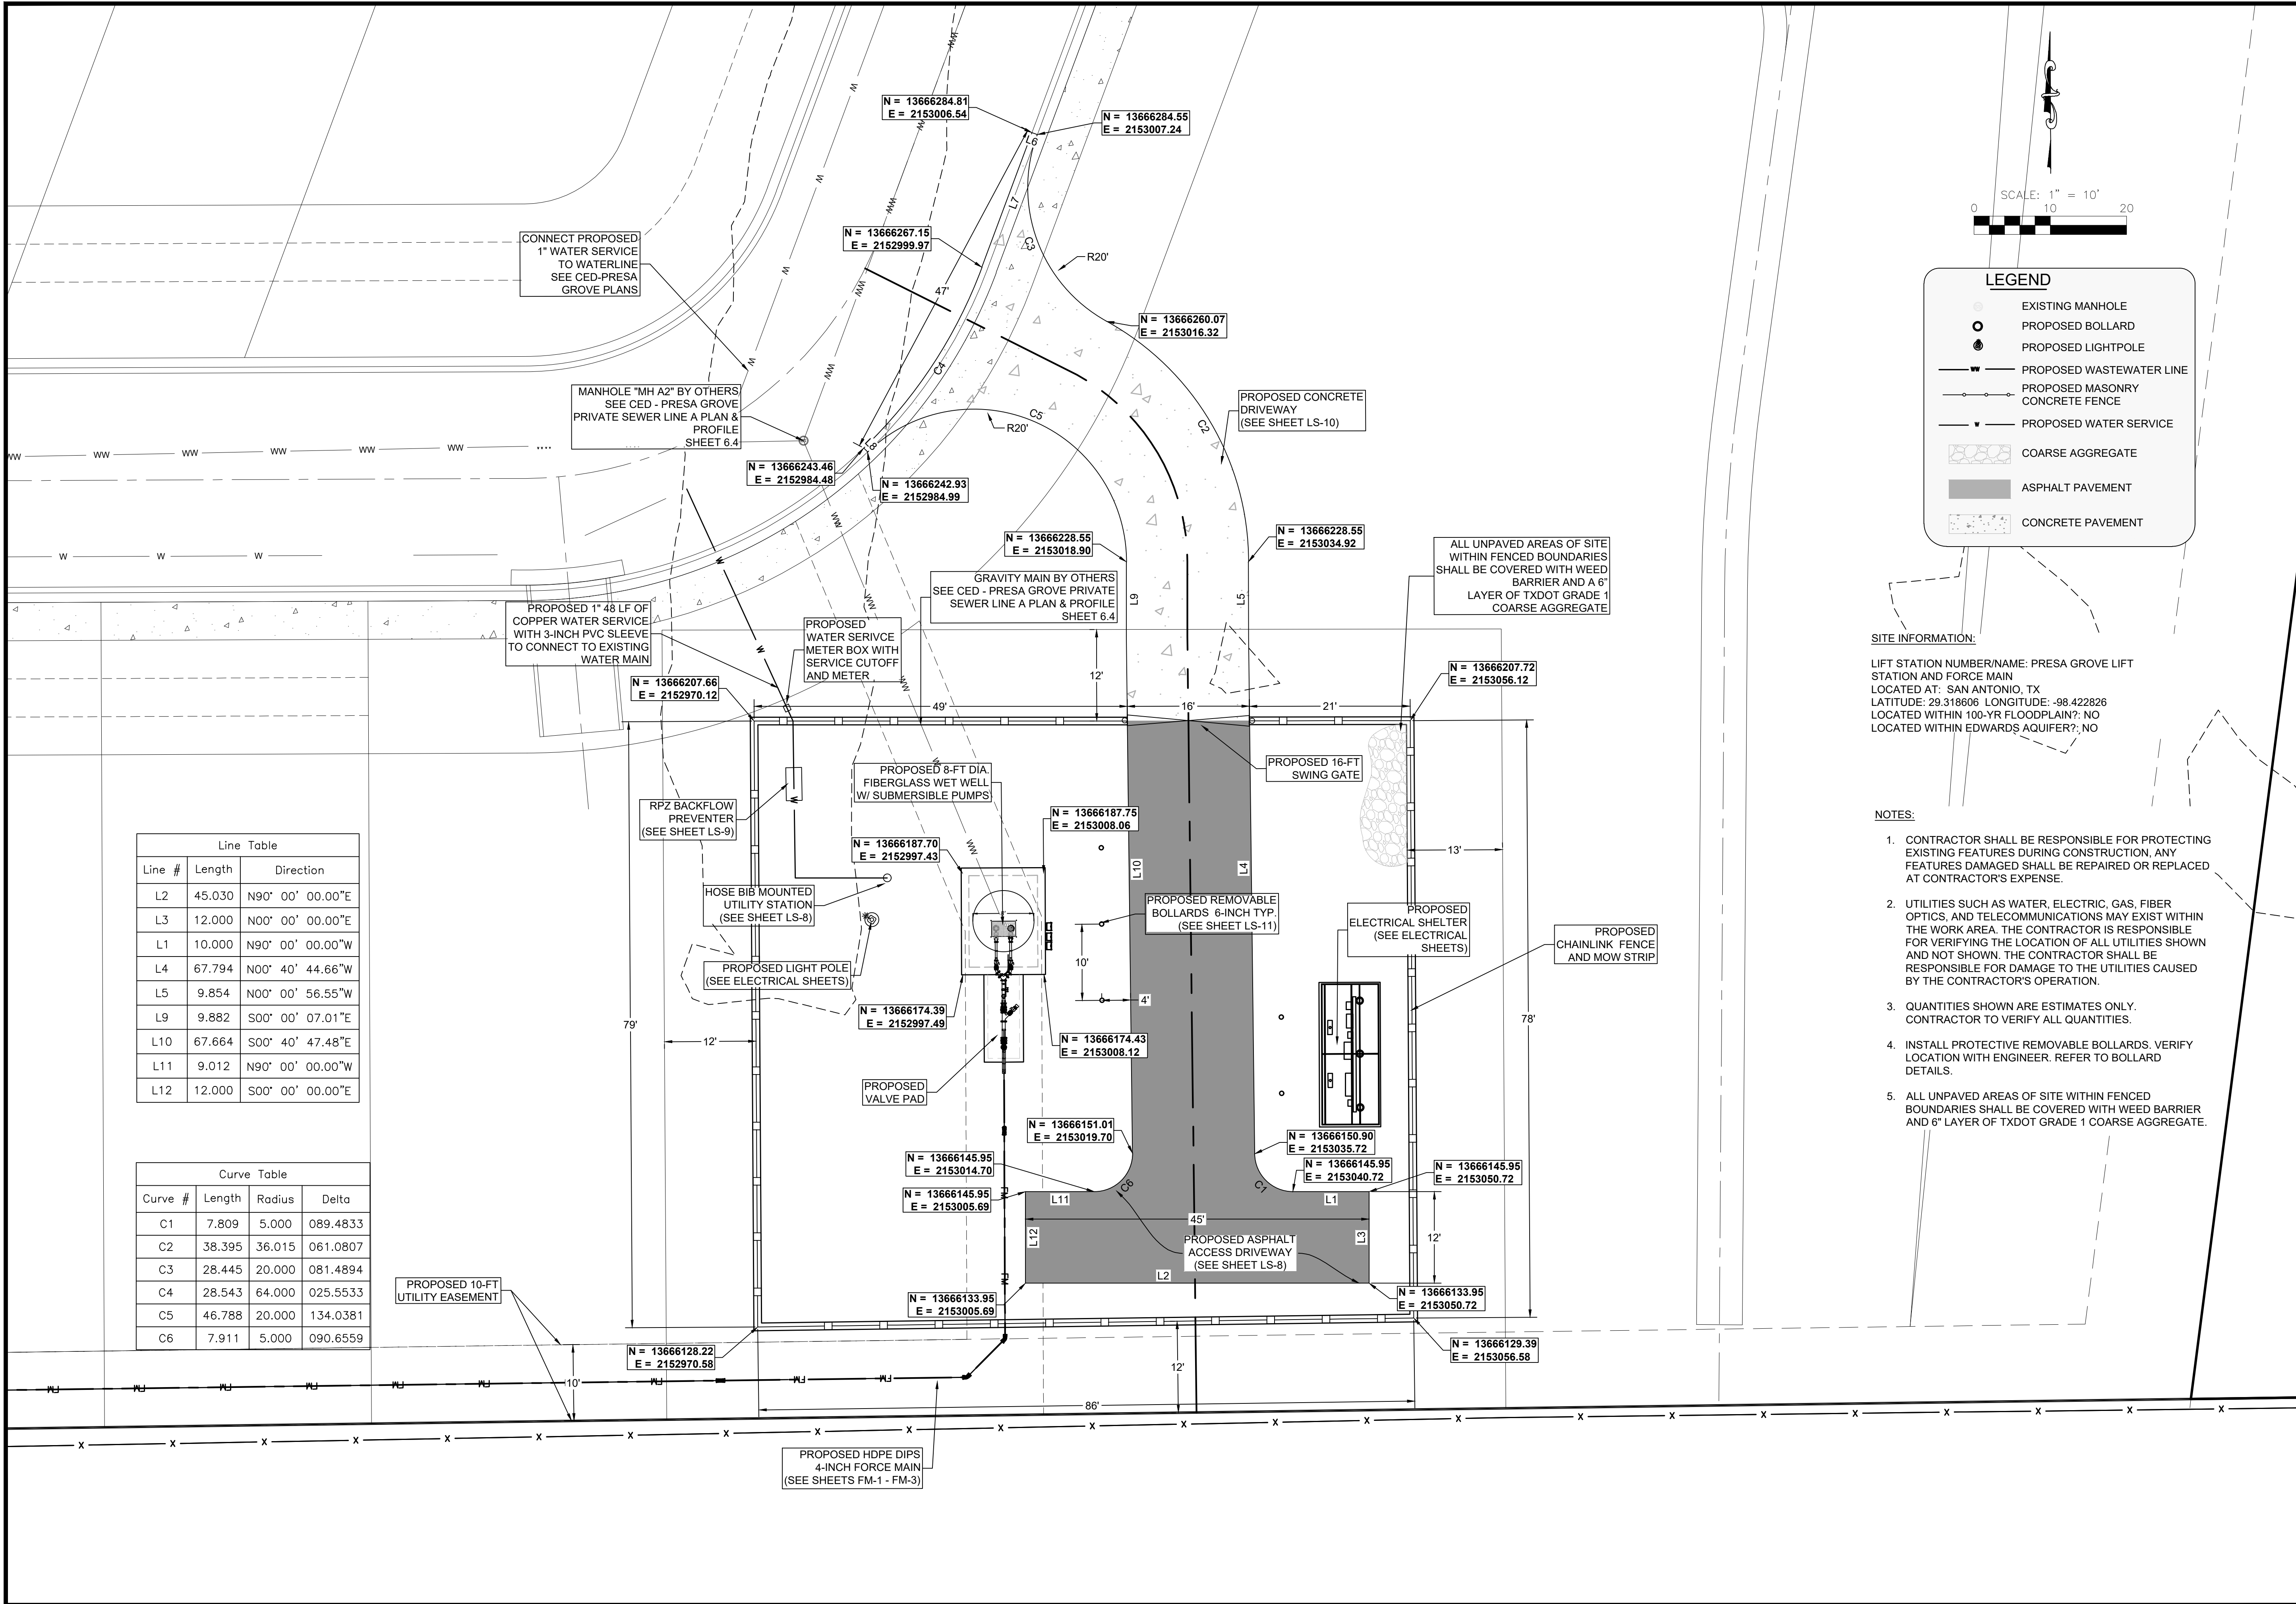 N = 13666284.81
E = 2153006.54
N = 13666284.55
E = 2153007.24
L6
L7
C3
R20'
N = 13666267.15
E = 2152999.97
47'
CONNECT PROPOSED
1" WATER SERVICE
TO WATERLINE
SEE CED-PRESA
GROVE PLANS
N = 13666260.07
E = 2153016.32
C4
MANHOLE "MH A2" BY OTHERS
SEE CED - PRESA GROVE
PRIVATE SEWER LINE A PLAN &
PROFILE
SHEET 6.4
C5
R20'
C2
PROPOSED CONCRETE
DRIVEWAY
(SEE SHEET LS-10)
L8
N = 13666243.46
E = 2152984.48
N = 13666242.93
E = 2152984.99
WW WW WW WW WW WW
W W W
N = 13666228.55
E = 2153018.90
N = 13666228.55
E = 2153034.92
GRAVITY MAIN BY OTHERS
SEE CED - PRESA GROVE PRIVATE
SEWER LINE A PLAN & PROFILE
SHEET 6.4
L9
L5
ALL UNPAVED AREAS OF SITE
WITHIN FENCED BOUNDARIES
SHALL BE COVERED WITH WEED
BARRIER AND A 6"
LAYER OF TXDOT GRADE 1
COARSE AGGREGATE
PROPOSED 1" 48 LF OF
COPPER WATER SERVICE
WITH 3-INCH PVC SLEEVE
TO CONNECT TO EXISTING
WATER MAIN
PROPOSED
WATER SERIVCE
METER BOX WITH
SERVICE CUTOFF
AND METER
12'
N = 13666207.66
E = 2152970.12
N = 13666207.72
E = 2153056.12
49'
16'
21'
PROPOSED 16-FT
SWING GATE
PROPOSED 8-FT DIA.
FIBERGLASS WET WELL
W/ SUBMERSIBLE PUMPS
RPZ BACKFLOW
PREVENTER
(SEE SHEET LS-9)
N = 13666187.75
E = 2153008.06
N = 13666187.70
E = 2152997.43
13'
L10
L4
HOSE BIB MOUNTED
UTILITY STATION
(SEE SHEET LS-8)
PROPOSED REMOVABLE
BOLLARDS 6-INCH TYP.
(SEE SHEET LS-11)
PROPOSED
ELECTRICAL SHELTER
(SEE ELECTRICAL
SHEETS)
PROPOSED
CHAINLINK FENCE
AND MOW STRIP
PROPOSED LIGHT POLE
(SEE ELECTRICAL SHEETS)
10'
4'
N = 13666174.39
E = 2152997.49
N = 13666174.43
E = 2153008.12
79'
78'
12'
PROPOSED
VALVE PAD
N = 13666151.01
E = 2153019.70
N = 13666150.90
E = 2153035.72
N = 13666145.95
E = 2153014.70
N = 13666145.95
E = 2153040.72
N = 13666145.95
E = 2153050.72
N = 13666145.95
E = 2153005.69
L11
C6
C1
L1
45'
L12
L3
12'
PROPOSED ASPHALT
ACCESS DRIVEWAY
(SEE SHEET LS-8)
L2
N = 13666133.95
E = 2153005.69
N = 13666133.95
E = 2153050.72
N = 13666128.22
E = 2152970.58
N = 13666129.39
E = 2153056.58
PROPOSED 10-FT
UTILITY EASEMENT
10'
12'
86'
FM FM FM FM FM FM FM FM FM
PROPOSED HDPE DIPS
4-INCH FORCE MAIN
(SEE SHEETS FM-1 - FM-3)
Line Table
Line # Length Direction
L2 45.030 N90° 00' 00.00"E
L3 12.000 N00° 00' 00.00"E
L1 10.000 N90° 00' 00.00"W
L4 67.794 N00° 40' 44.66"W
L5 9.854 N00° 00' 56.55"W
L9 9.882 S00° 00' 07.01"E
L10 67.664 S00° 40' 47.48"E
L11 9.012 N90° 00' 00.00"W
L12 12.000 S00° 00' 00.00"E
Curve Table
Curve # Length Radius Delta
C1 7.809 5.000 089.4833
C2 38.395 36.015 061.0807
C3 28.445 20.000 081.4894
C4 28.543 64.000 025.5533
C5 46.788 20.000 134.0381
C6 7.911 5.000 090.6559
SCALE: 1" = 10'
0 10 20
LEGEND
EXISTING MANHOLE
PROPOSED BOLLARD
PROPOSED LIGHTPOLE
WW PROPOSED WASTEWATER LINE
PROPOSED MASONRY
CONCRETE FENCE
W PROPOSED WATER SERVICE
COARSE AGGREGATE
ASPHALT PAVEMENT
CONCRETE PAVEMENT
SITE INFORMATION:
LIFT STATION NUMBER/NAME: PRESA GROVE LIFT
STATION AND FORCE MAIN
LOCATED AT: SAN ANTONIO, TX
LATITUDE: 29.318606 LONGITUDE: -98.422826
LOCATED WITHIN 100-YR FLOODPLAIN?: NO
LOCATED WITHIN EDWARDS AQUIFER?: NO
NOTES:
1. CONTRACTOR SHALL BE RESPONSIBLE FOR PROTECTING
EXISTING FEATURES DURING CONSTRUCTION, ANY
FEATURES DAMAGED SHALL BE REPAIRED OR REPLACED
AT CONTRACTOR'S EXPENSE.
2. UTILITIES SUCH AS WATER, ELECTRIC, GAS, FIBER
OPTICS, AND TELECOMMUNICATIONS MAY EXIST WITHIN
THE WORK AREA. THE CONTRACTOR IS RESPONSIBLE
FOR VERIFYING THE LOCATION OF ALL UTILITIES SHOWN
AND NOT SHOWN. THE CONTRACTOR SHALL BE
RESPONSIBLE FOR DAMAGE TO THE UTILITIES CAUSED
BY THE CONTRACTOR'S OPERATION.
3. QUANTITIES SHOWN ARE ESTIMATES ONLY.
CONTRACTOR TO VERIFY ALL QUANTITIES.
4. INSTALL PROTECTIVE REMOVABLE BOLLARDS. VERIFY
LOCATION WITH ENGINEER. REFER TO BOLLARD
DETAILS.
5. ALL UNPAVED AREAS OF SITE WITHIN FENCED
BOUNDARIES SHALL BE COVERED WITH WEED BARRIER
AND 6" LAYER OF TXDOT GRADE 1 COARSE AGGREGATE.